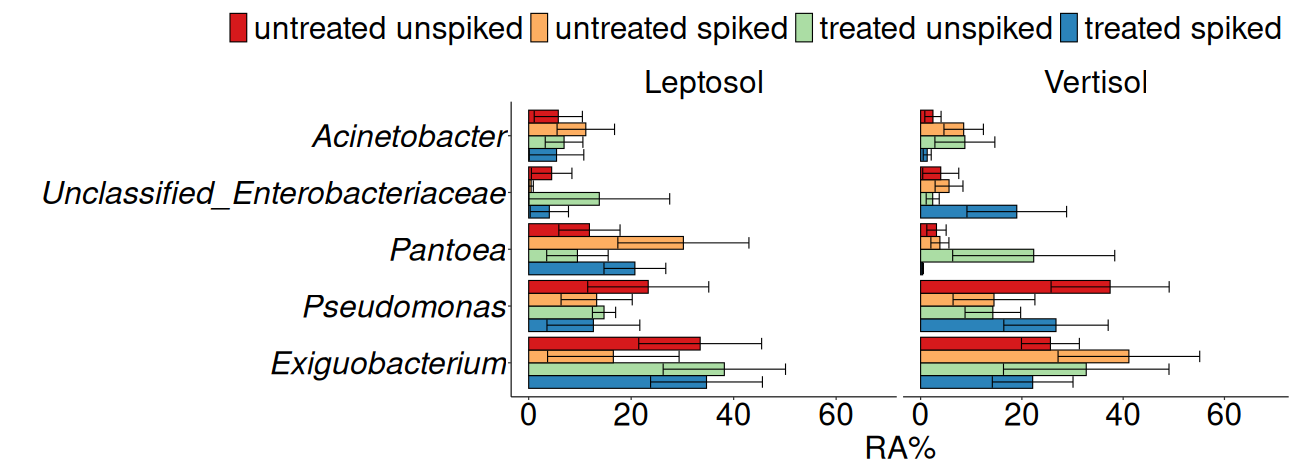 untreated unspiked untreated spiked treated unspiked treated spiked
Leptosol Vertisol
Acinetobacter
Unclassified_Enterobacteriaceae
Pantoea
Pseudomonas
Exiguobacterium
0 20 40 60 0 20 40 60
RA%